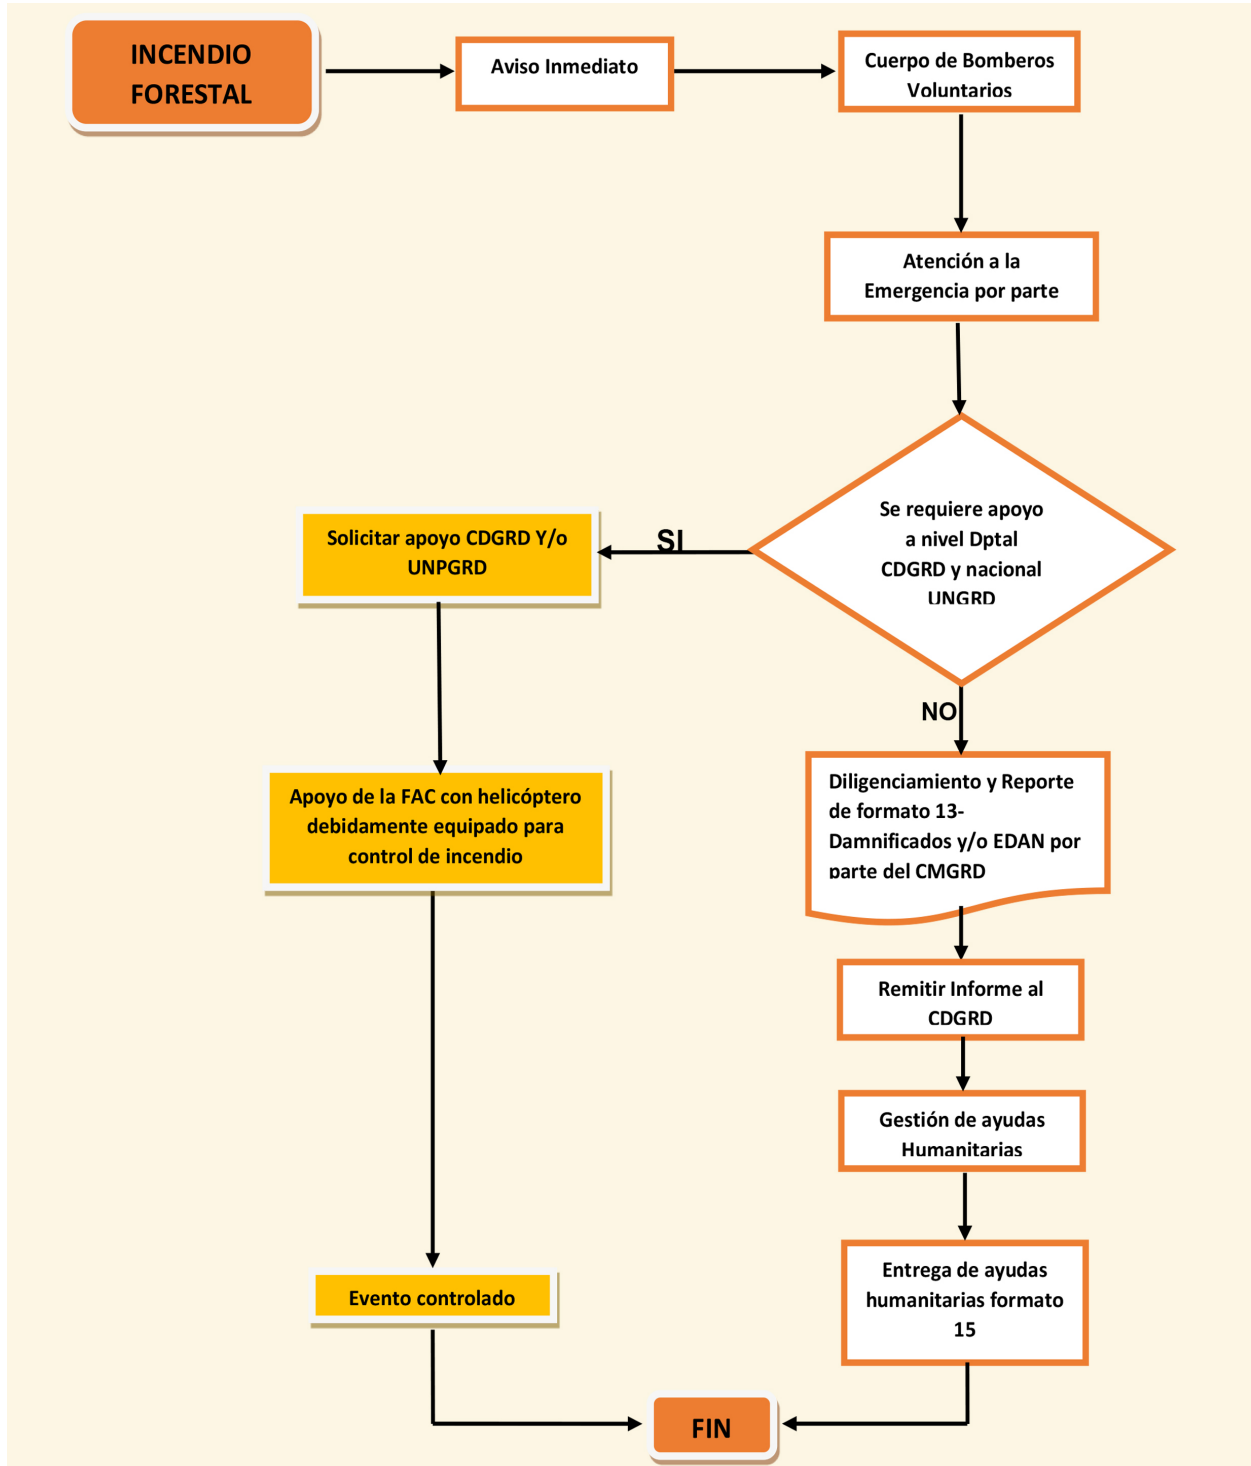 INCENDIO
FORESTAL
Aviso Inmediato
Cuerpo de Bomberos
Voluntarios
Atención a la
Emergencia por parte
Se requiere apoyo
a nivel Dptal
CDGRD y nacional
UNGRD
SI
Solicitar apoyo CDGRD Y/o
UNPGRD
NO
Apoyo de la FAC con helicóptero
debidamente equipado para
control de incendio
Diligenciamiento y Reporte
de formato 13-
Damnificados y/o EDAN por
parte del CMGRD
Remitir Informe al
CDGRD
Gestión de ayudas
Humanitarias
Entrega de ayudas
humanitarias formato
15
Evento controlado
FIN